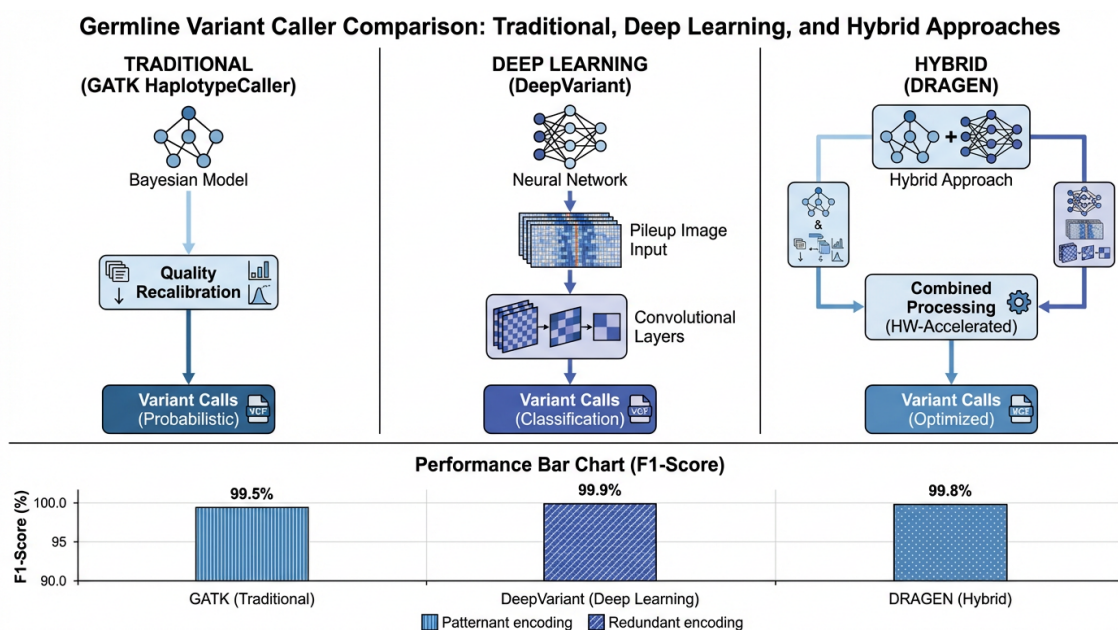 Germline Variant Caller Comparison: Traditional, Deep Learning, and Hybrid Approaches
TRADITIONAL
(GATK HaplotypeCaller)
Bayesian Model
Quality
Recalibration
Variant Calls
(Probabilistic)
VCF
DEEP LEARNING
(DeepVariant)
Neural Network
Pileup Image
Input
Convolutional
Layers
Variant Calls
(Classification)
VCF
HYBRID
(DRAGEN)
+
Hybrid Approach
&
Combined
Processing
(HW-Accelerated)
Variant Calls
(Optimized)
Performance Bar Chart (F1-Score)
F1-Score (%)
100.0
95
90.0
99.5%
99.9%
99.8%
GATK (Traditional)
DeepVariant (Deep Learning)
DRAGEN (Hybrid)
Patternant encoding
Redundant encoding